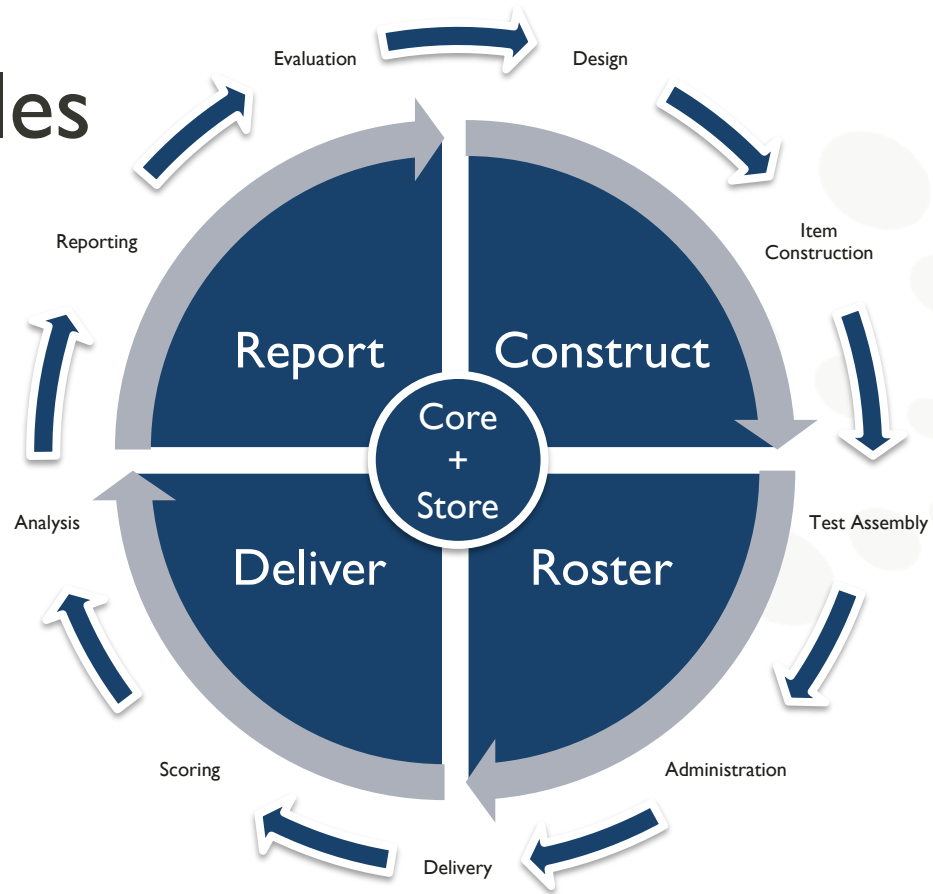 les
Evaluation
Design
Reporting
Item
Construction
Report
Construct
Core
+
Store
Analysis
Test Assembly
Deliver
Roster
Scoring
Administration
Delivery